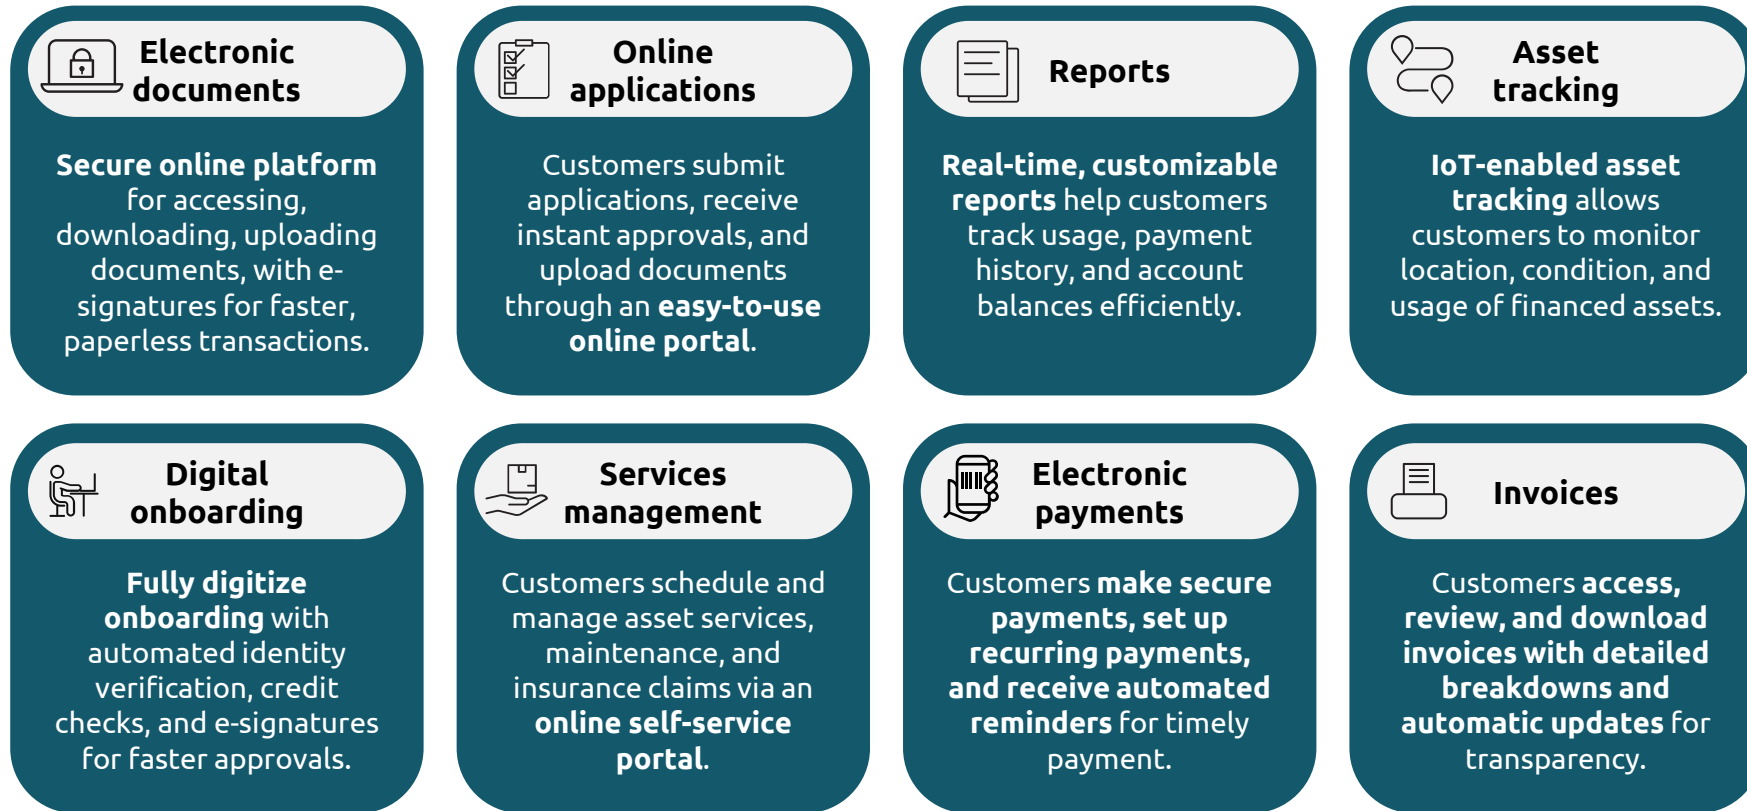 Electronic
documents
Secure online platform
for accessing,
downloading, uploading
documents, with e-
signatures for faster,
paperless transactions.
Online
applications
Customers submit
applications, receive
instant approvals, and
upload documents
through an easy-to-use
online portal.
Reports
Real-time, customizable
reports help customers
track usage, payment
history, and account
balances efficiently.
Asset
tracking
IoT-enabled asset
tracking allows
customers to monitor
location, condition, and
usage of financed assets.
Digital
onboarding
Fully digitize
onboarding with
automated identity
verification, credit
checks, and e-signatures
for faster approvals.
Services
management
Customers schedule and
manage asset services,
maintenance, and
insurance claims via an
online self-service
portal.
Electronic
payments
Customers make secure
payments, set up
recurring payments,
and receive automated
reminders for timely
payment.
Invoices
Customers access,
review, and download
invoices with detailed
breakdowns and
automatic updates for
transparency.